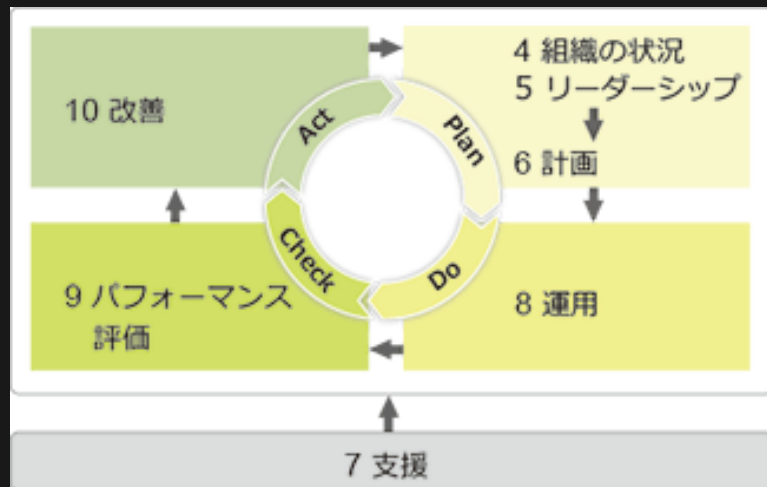 4 組織の状況
5 リーダーシップ
6 計画
10 改善
Act
Plan
Check
Do
9 パフォーマンス
評価
8 運用
7 支援